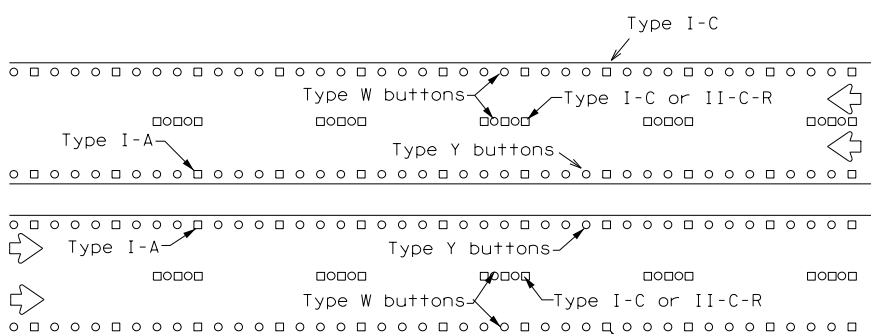 Type I-C
Type W buttons
Type I-C or II-C-R
Type I-A
Type Y buttons
Type I-A
Type Y buttons
Type W buttons
Type I-C or II-C-R